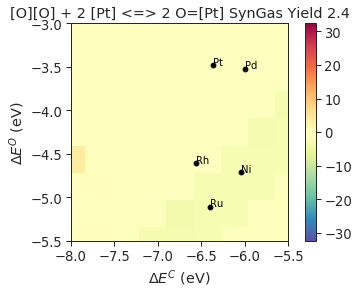 [O][O] + 2 [Pt] <=> 2 O=[Pt] SynGas Yield 2.4
−3.0
−3.5
−4.0
−4.5
−5.0
−5.5
ΔE^O (eV)
Pt
Pd
Rh
Ni
Ru
−8.0 −7.5 −7.0 −6.5 −6.0 −5.5
ΔE^C (eV)
30
20
10
0
−10
−20
−30